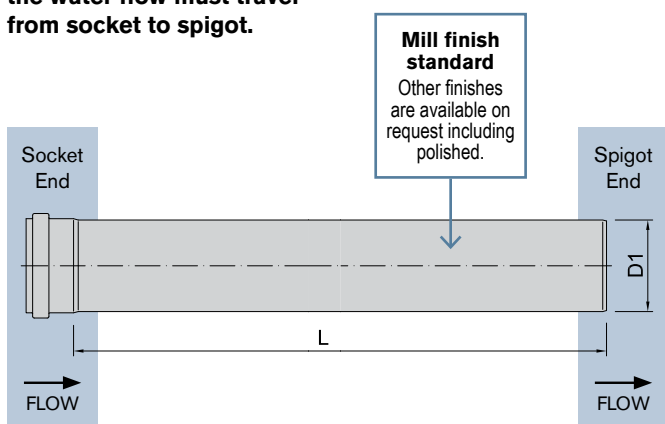 the water flow must travel
from socket to spigot.
Mill finish
standard
Other finishes
are available on
request including
polished.
Socket
End
Spigot
End
D1
L
FLOW
FLOW